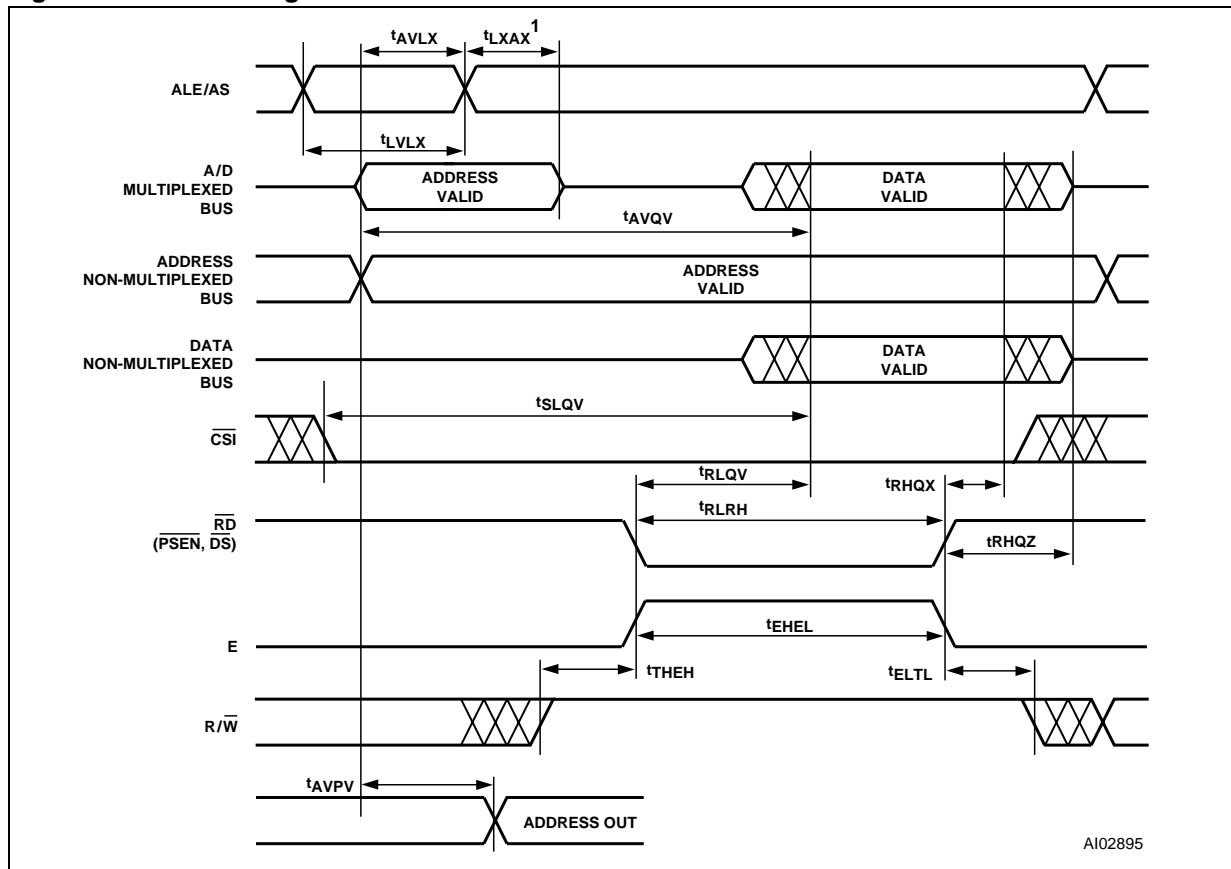 tAVLX
tLXAX1
ALE/AS
tLVLX
A/D
MULTIPLEXED
BUS
ADDRESS
VALID
DATA
VALID
tAVQV
ADDRESS
NON-MULTIPLEXED
BUS
ADDRESS
VALID
DATA
NON-MULTIPLEXED
BUS
DATA
VALID
tSLQV
CSI
tRLQV
tRHQX
tRLRH
RD
(PSEN, DS)
tRHQZ
tEHEL
E
tTHEH
tELTL
R/W
tAVPV
ADDRESS OUT
AI02895